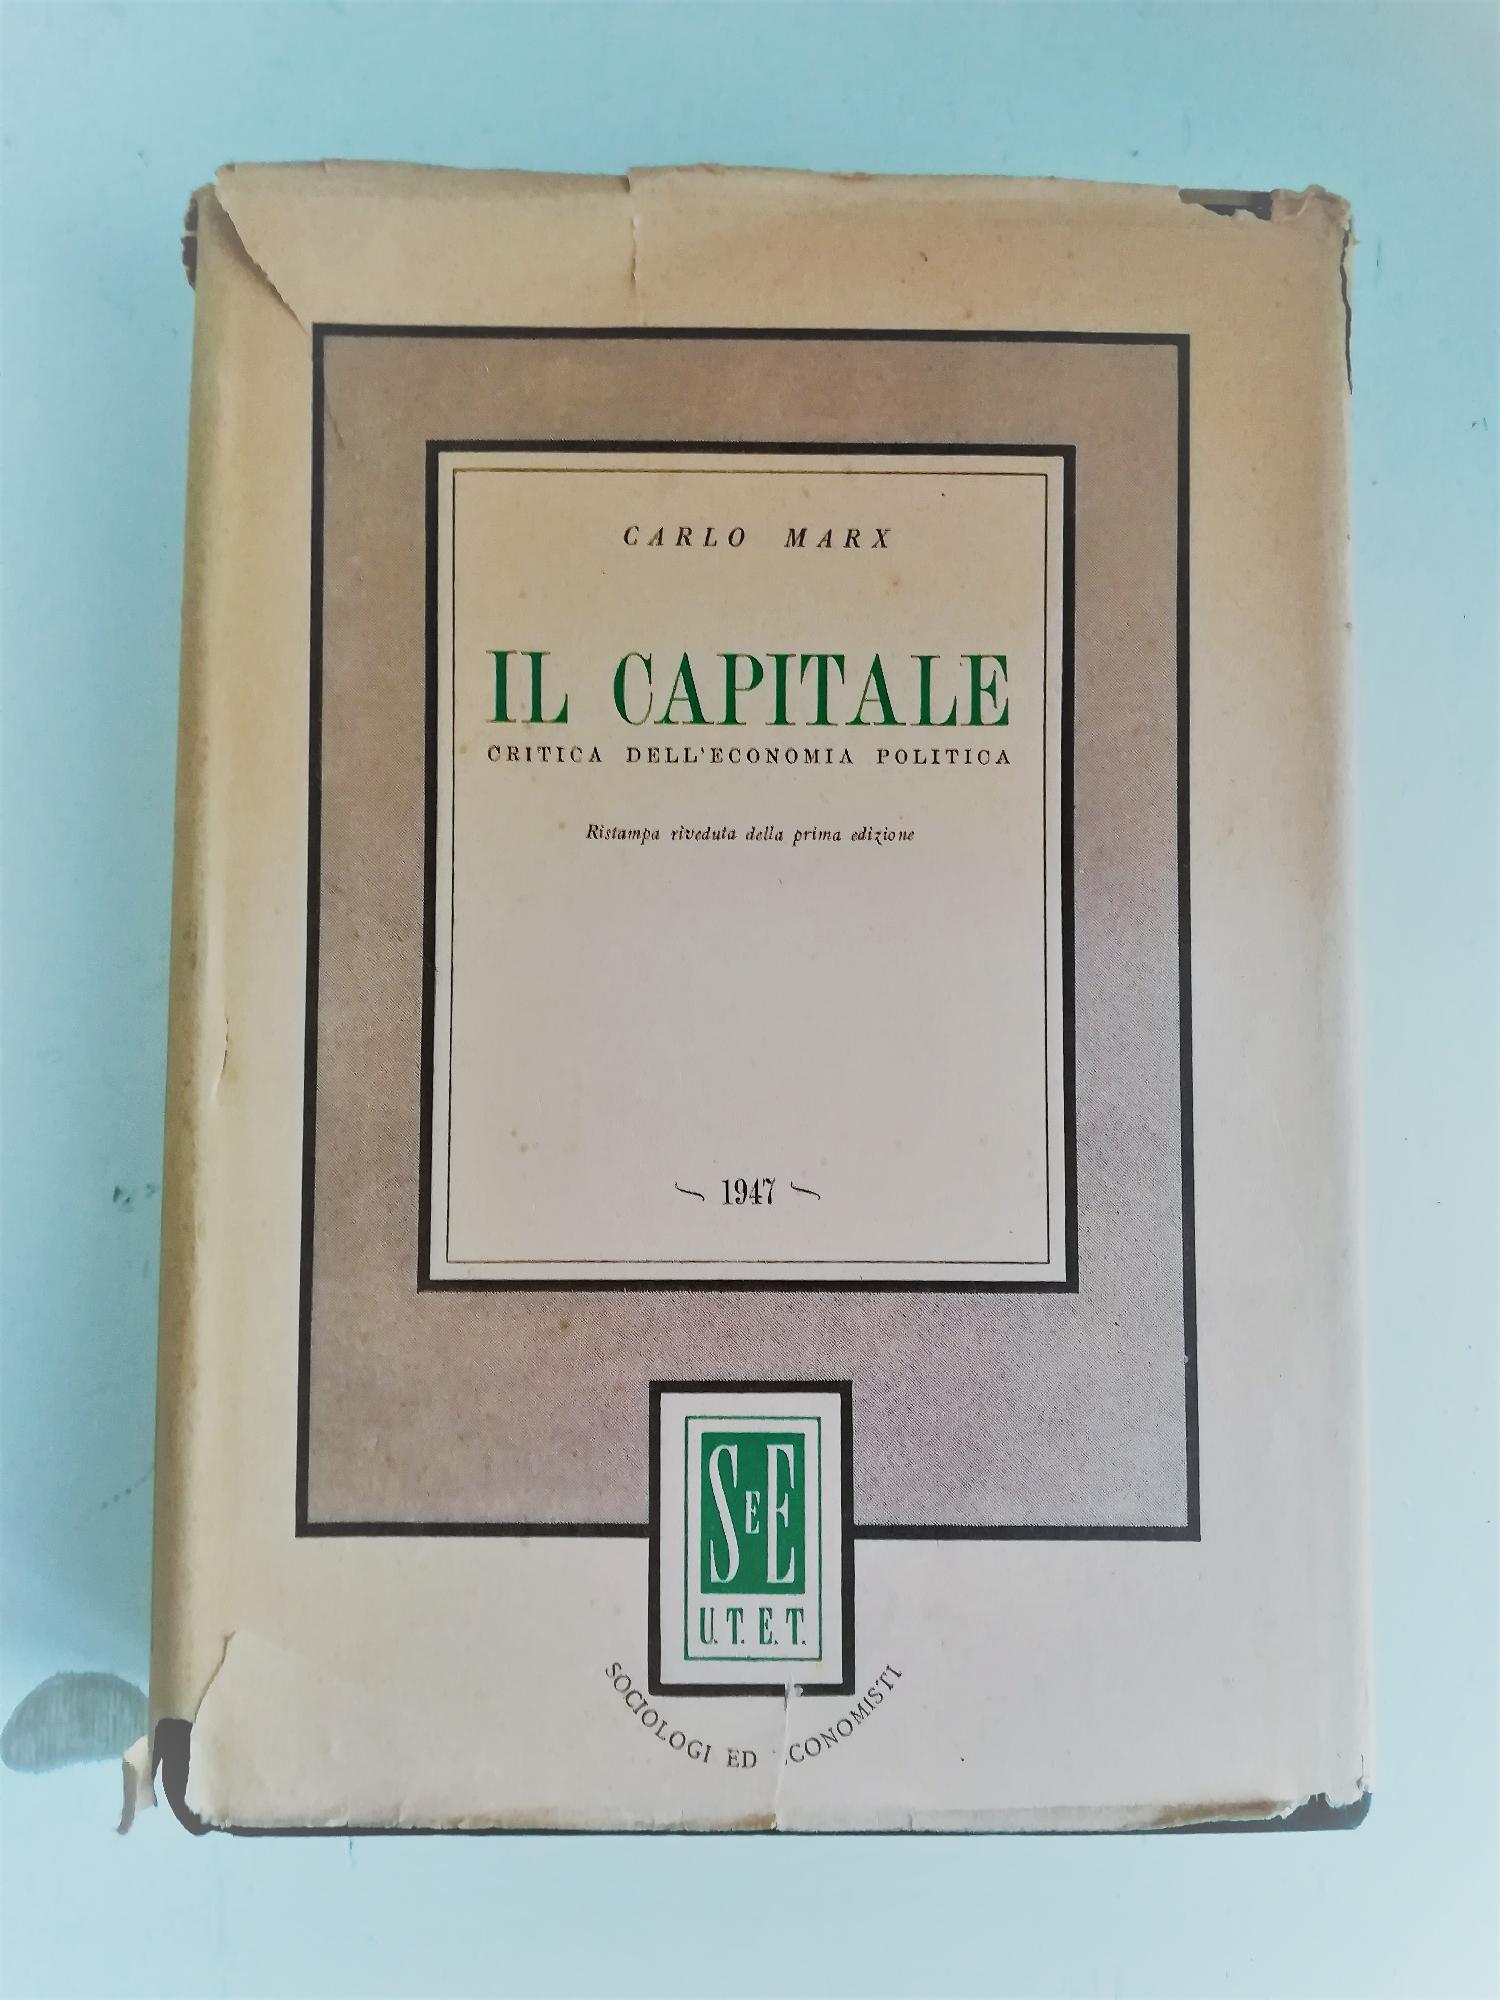 CARLO MARX
IL CAPITALE
CRITICA DELL'ECONOMIA POLITICA
Ristampa riveduta della prima edizione
1947
SEE
U.T.E.T.
SOCIOLOGI ED ECONOMISTI